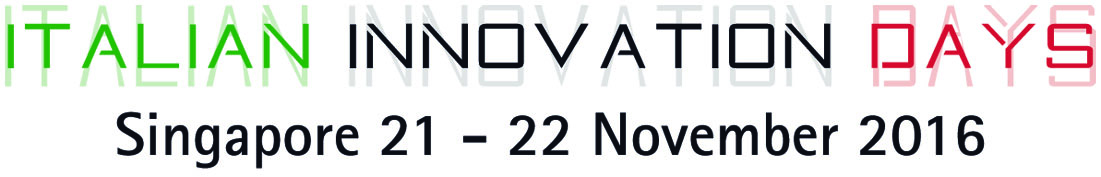 ITALIAN INNOVATION DAYS
Singapore 21 - 22 November 2016